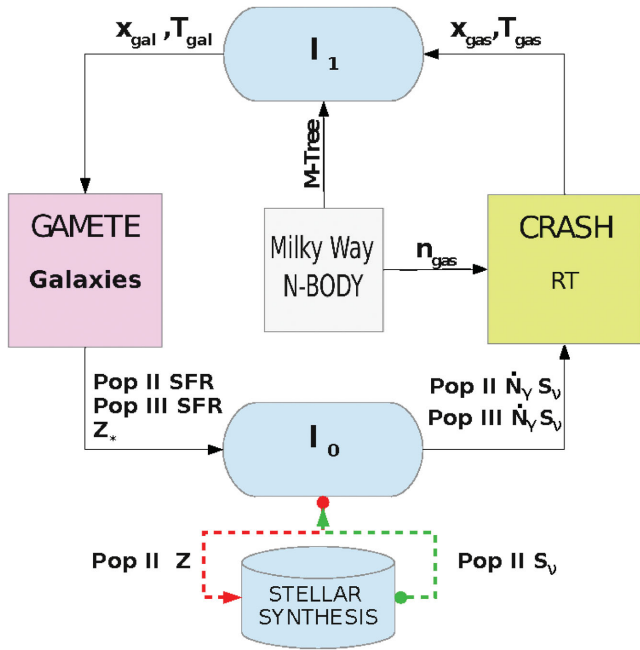 x_gal ,T_gal
I_1
x_gas,T_gas
M-Tree
GAMETE
Galaxies
Milky Way
N-BODY
n_gas
CRASH
RT
Pop II SFR
Pop III SFR
Z_*
I_0
Pop II Ṅ_γ S_ν
Pop III Ṅ_γ S_ν
Pop II Z
STELLAR
SYNTHESIS
Pop II S_ν